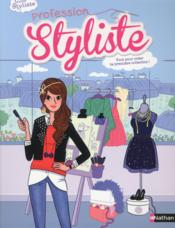 Styliste
Profession
Styliste
Tout pour créer
ta première collection !
Nathan